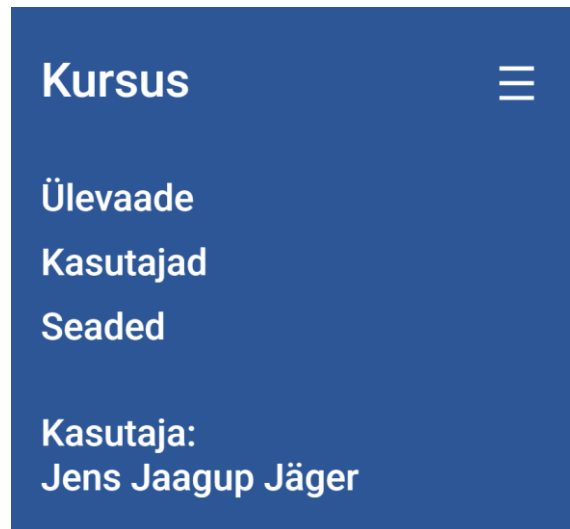 Kursus
Ülevaade
Kasutajad
Seaded
Kasutaja:
Jens Jaagup Jäger